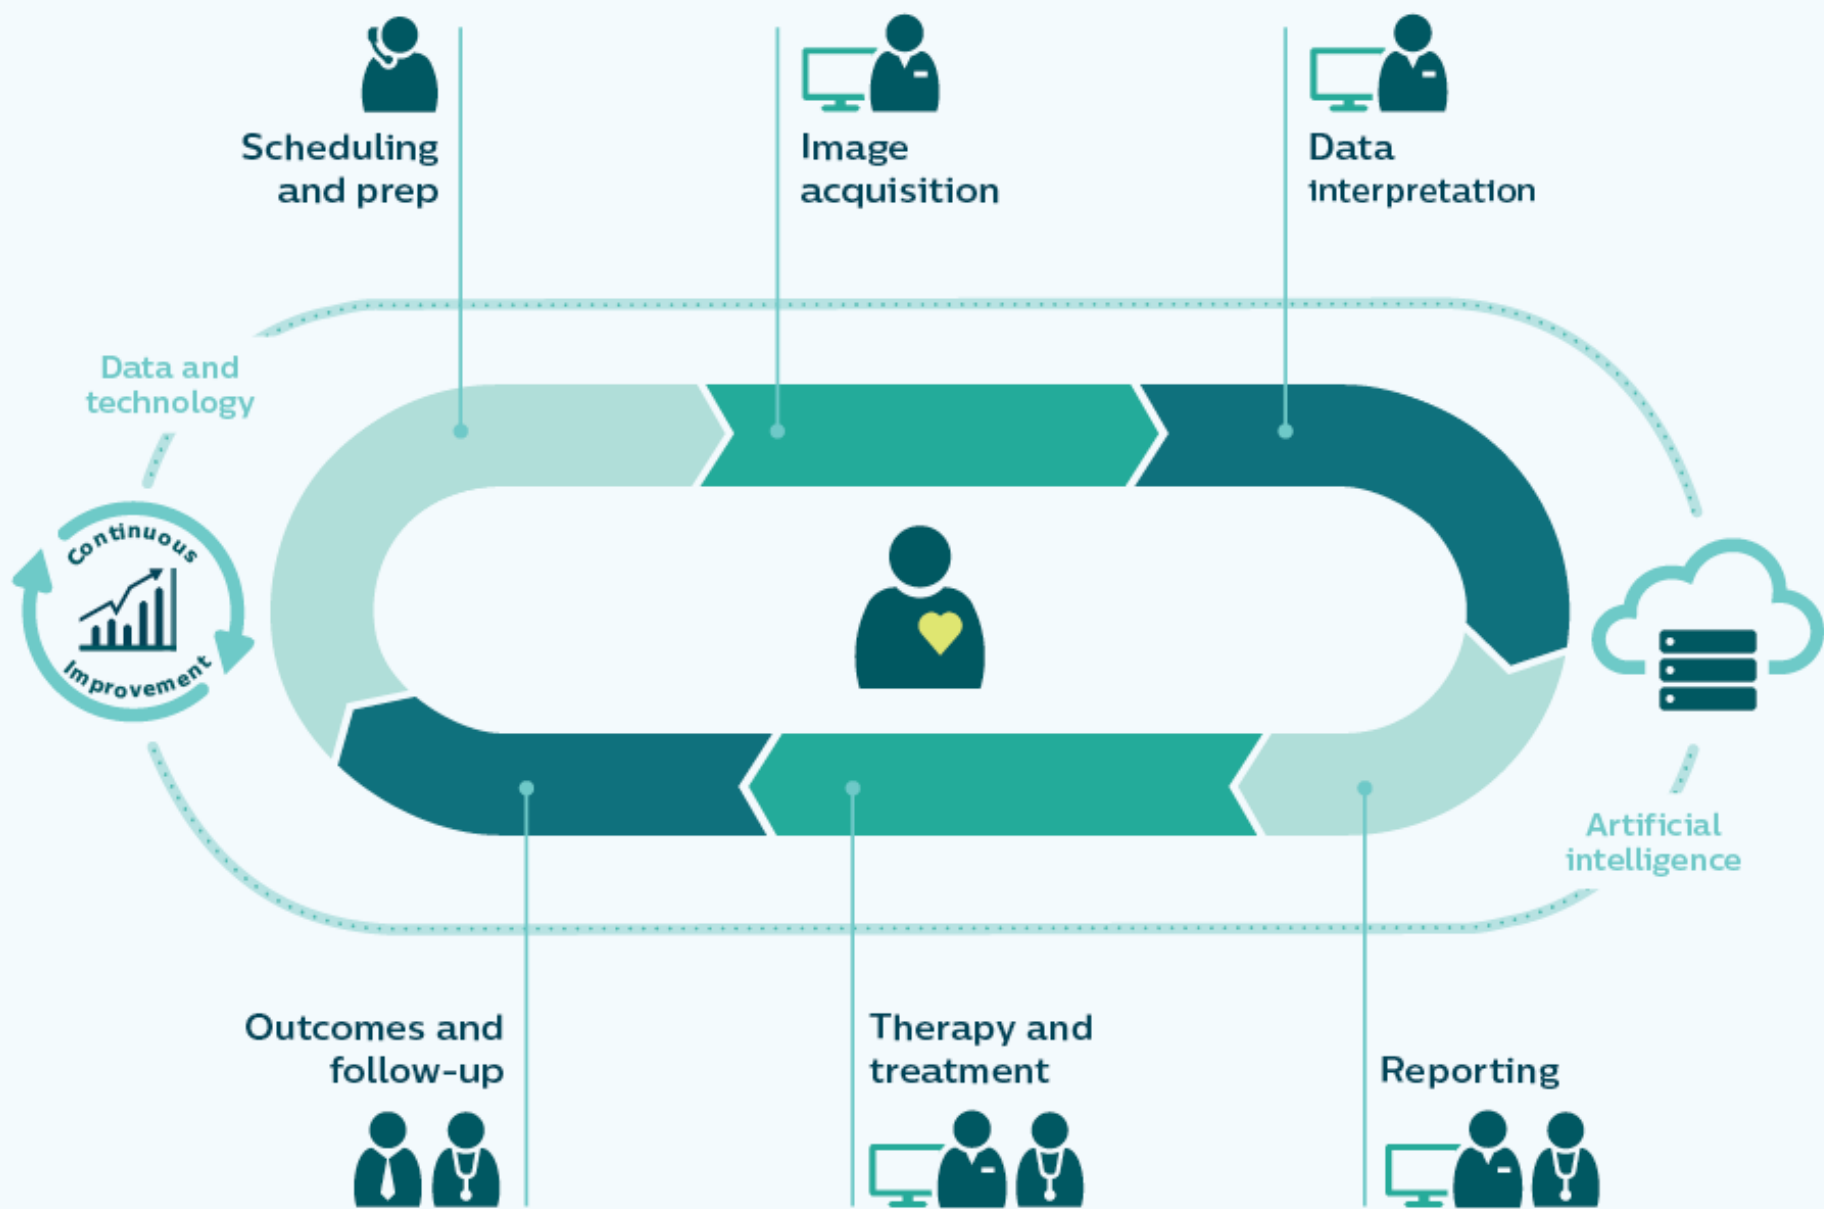 Scheduling
and prep
Image
acquisition
Data
interpretation
Data and
technology
Continuous
Improvement
Artificial
intelligence
Outcomes and
follow-up
Therapy and
treatment
Reporting